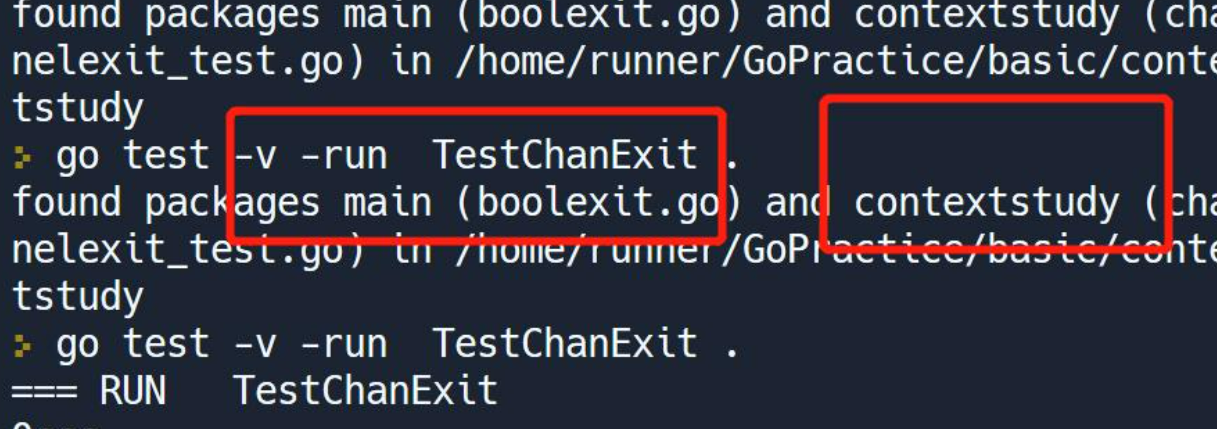 found packages main (boolexit.go) and contextstudy (cha
nelexit_test.go) in /home/runner/GoPractice/basic/conte
tstudy
go test -v -run  TestChanExit .
found packages main (boolexit.go) and contextstudy (cha
nelexit_test.go) in /home/runner/GoPractice/basic/conte
tstudy
go test -v -run  TestChanExit .
=== RUN   TestChanExit